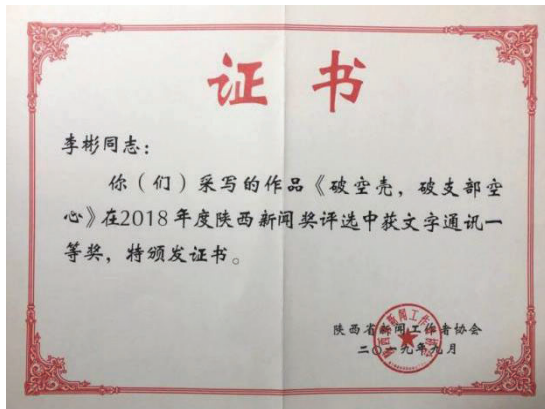 证书
李彬同志：
你（们）采写的作品《破空壳，破支部空
心》在2018年度陕西新闻奖评选中获文字通讯一
等奖，特颁发证书。
陕西省新闻工作者协会
二〇一九年九月